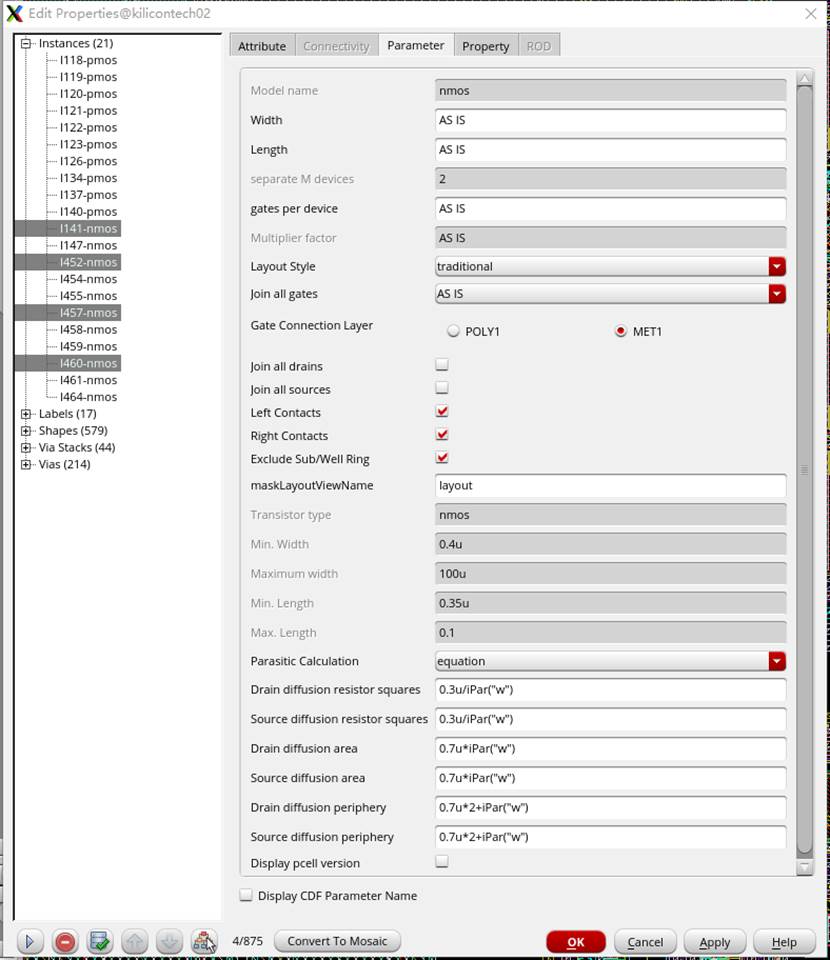 Edit Properties@kilicontech02
Instances (21)
I118-pmos
I119-pmos
I120-pmos
I121-pmos
I122-pmos
I123-pmos
I126-pmos
I134-pmos
I137-pmos
I140-pmos
I141-nmos
I147-nmos
I452-nmos
I454-nmos
I455-nmos
I457-nmos
I458-nmos
I459-nmos
I460-nmos
I461-nmos
I464-nmos
Labels (17)
Shapes (579)
Via Stacks (44)
Vias (214)
Attribute Connectivity Parameter Property ROD
Model name nmos
Width AS IS
Length AS IS
separate M devices 2
gates per device AS IS
Multiplier factor AS IS
Layout Style traditional
Join all gates AS IS
Gate Connection Layer POLY1 MET1
Join all drains
Join all sources
Left Contacts
Right Contacts
Exclude Sub/Well Ring
maskLayoutViewName layout
Transistor type nmos
Min. Width 0.4u
Maximum width 100u
Min. Length 0.35u
Max. Length 0.1
Parasitic Calculation equation
Drain diffusion resistor squares 0.3u/iPar("w")
Source diffusion resistor squares 0.3u/iPar("w")
Drain diffusion area 0.7u*iPar("w")
Source diffusion area 0.7u*iPar("w")
Drain diffusion periphery 0.7u*2+iPar("w")
Source diffusion periphery 0.7u*2+iPar("w")
Display pcell version
Display CDF Parameter Name
4/875 Convert To Mosaic OK Cancel Apply Help